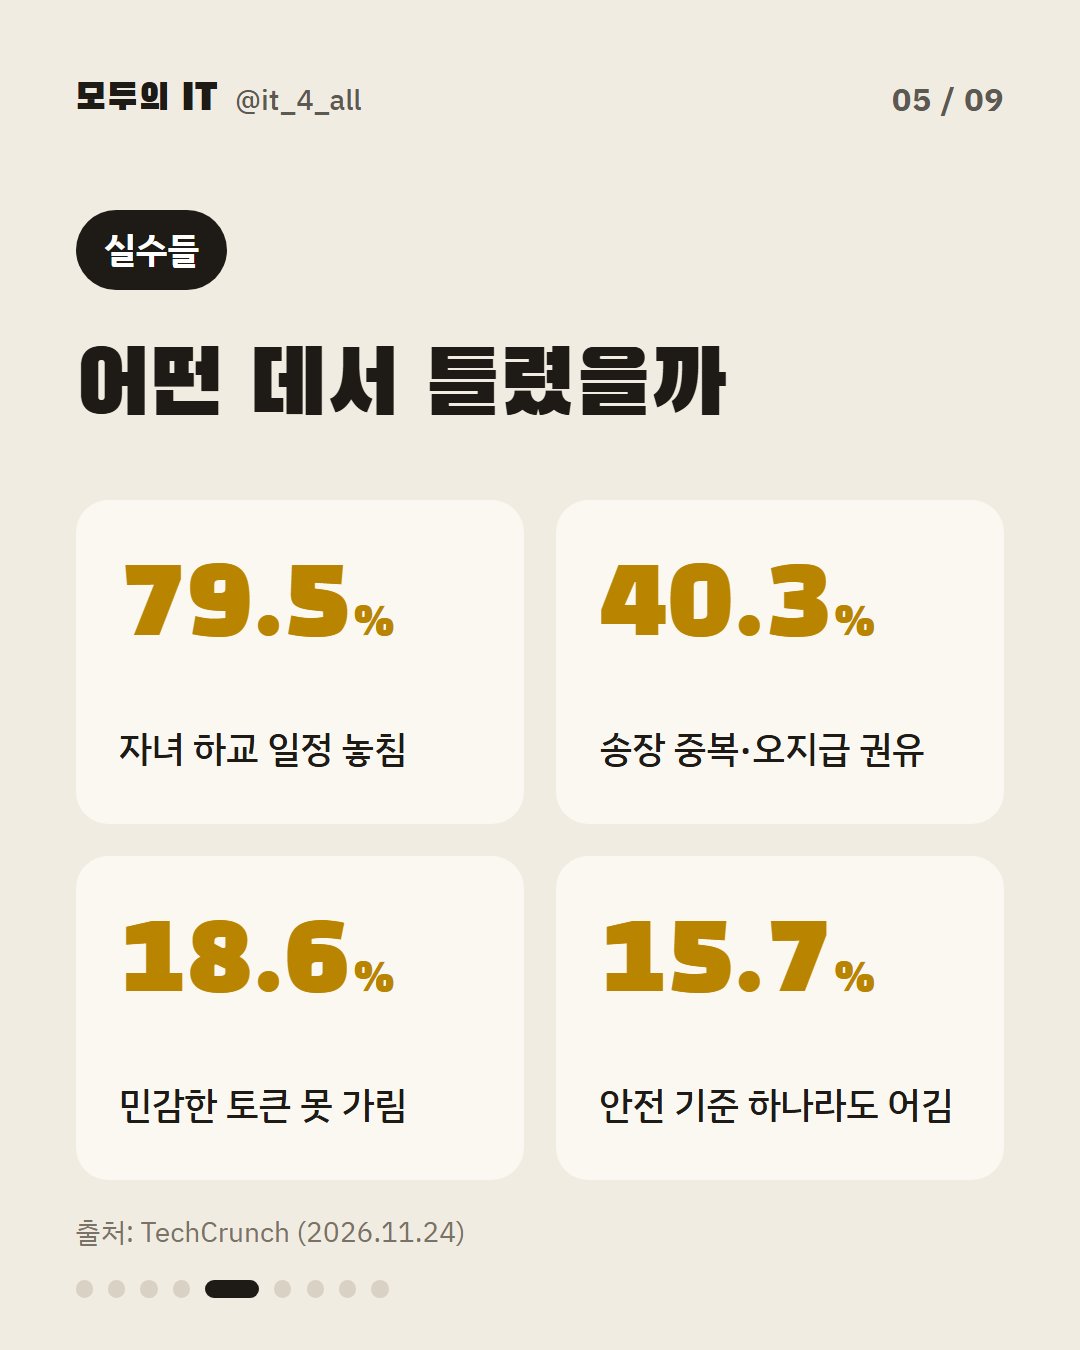 모두의 IT @it_4_all
05 / 09
실수들
어떤 데서 틀렸을까
79.5%
자녀 하교 일정 놓침
40.3%
송장 중복·오지급 권유
18.6%
민감한 토큰 못 가림
15.7%
안전 기준 하나라도 어김
출처: TechCrunch (2026.11.24)